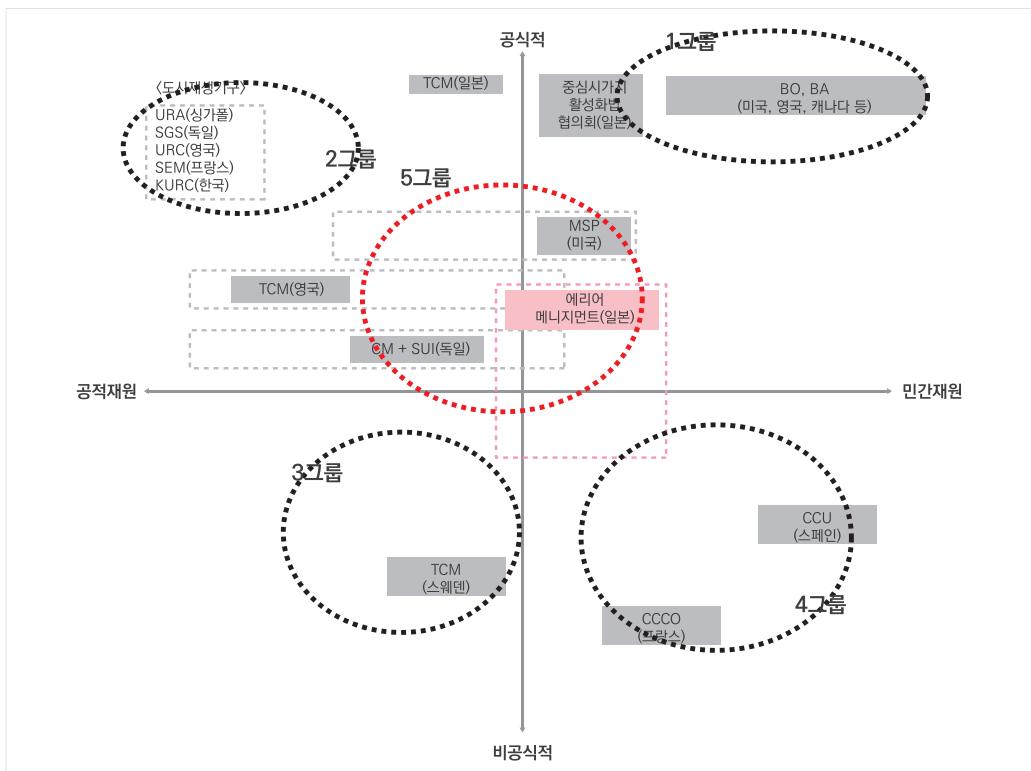 공식적
1그룹
TCM(일본)
중심시가지
활성화법
협의회(일본)
BO, BA
(미국, 영국, 캐나다 등)
<도시재생기구>
URA(싱가폴)
SGS(독일)
URC(영국)
SEM(프랑스)
KURC(한국)
2그룹
5그룹
MSP
(미국)
TCM(영국)
에리어
메니지먼트(일본)
CM + SUI(독일)
공적재원
민간재원
3그룹
TCM
(스웨덴)
CCU
(스페인)
4그룹
CCCO
(프랑스)
비공식적